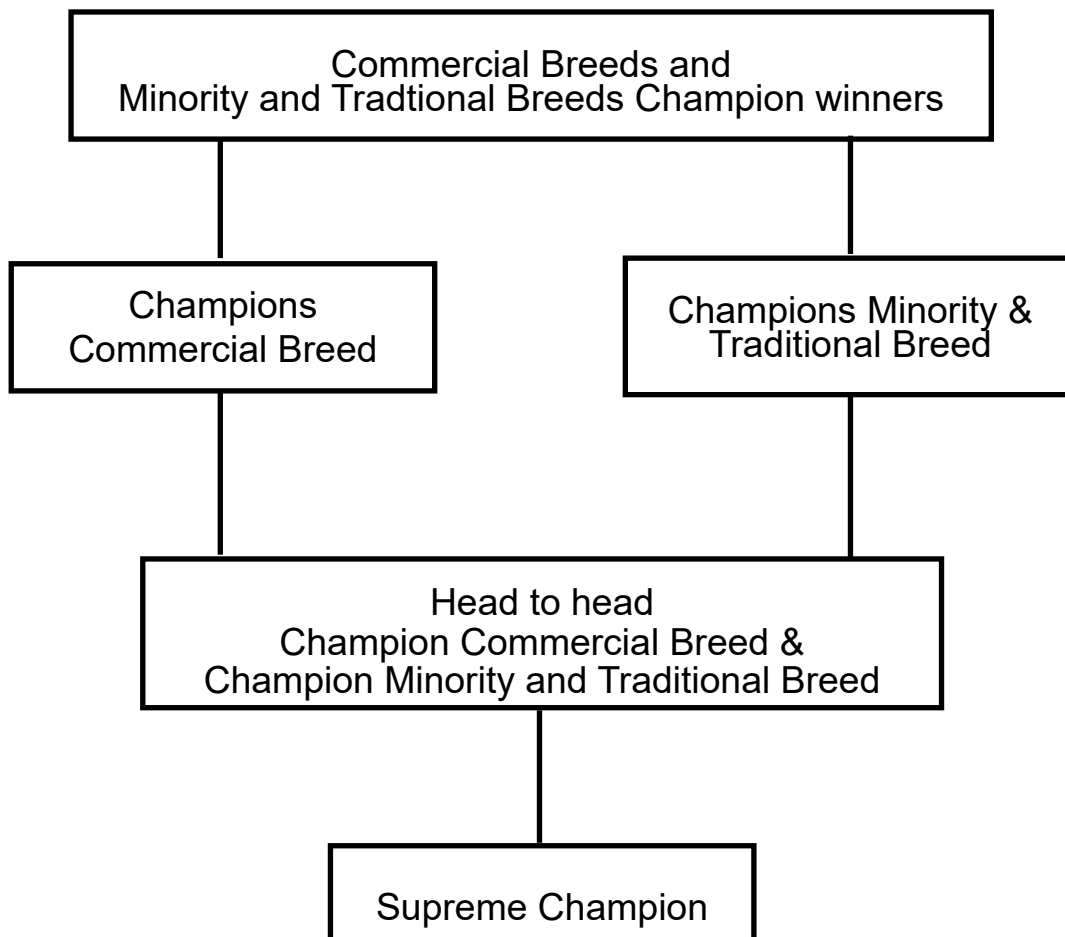 Commercial Breeds and
Minority and Tradtional Breeds Champion winners
Champions
Commercial Breed
Champions Minority &
Traditional Breed
Head to head
Champion Commercial Breed &
Champion Minority and Traditional Breed
Supreme Champion